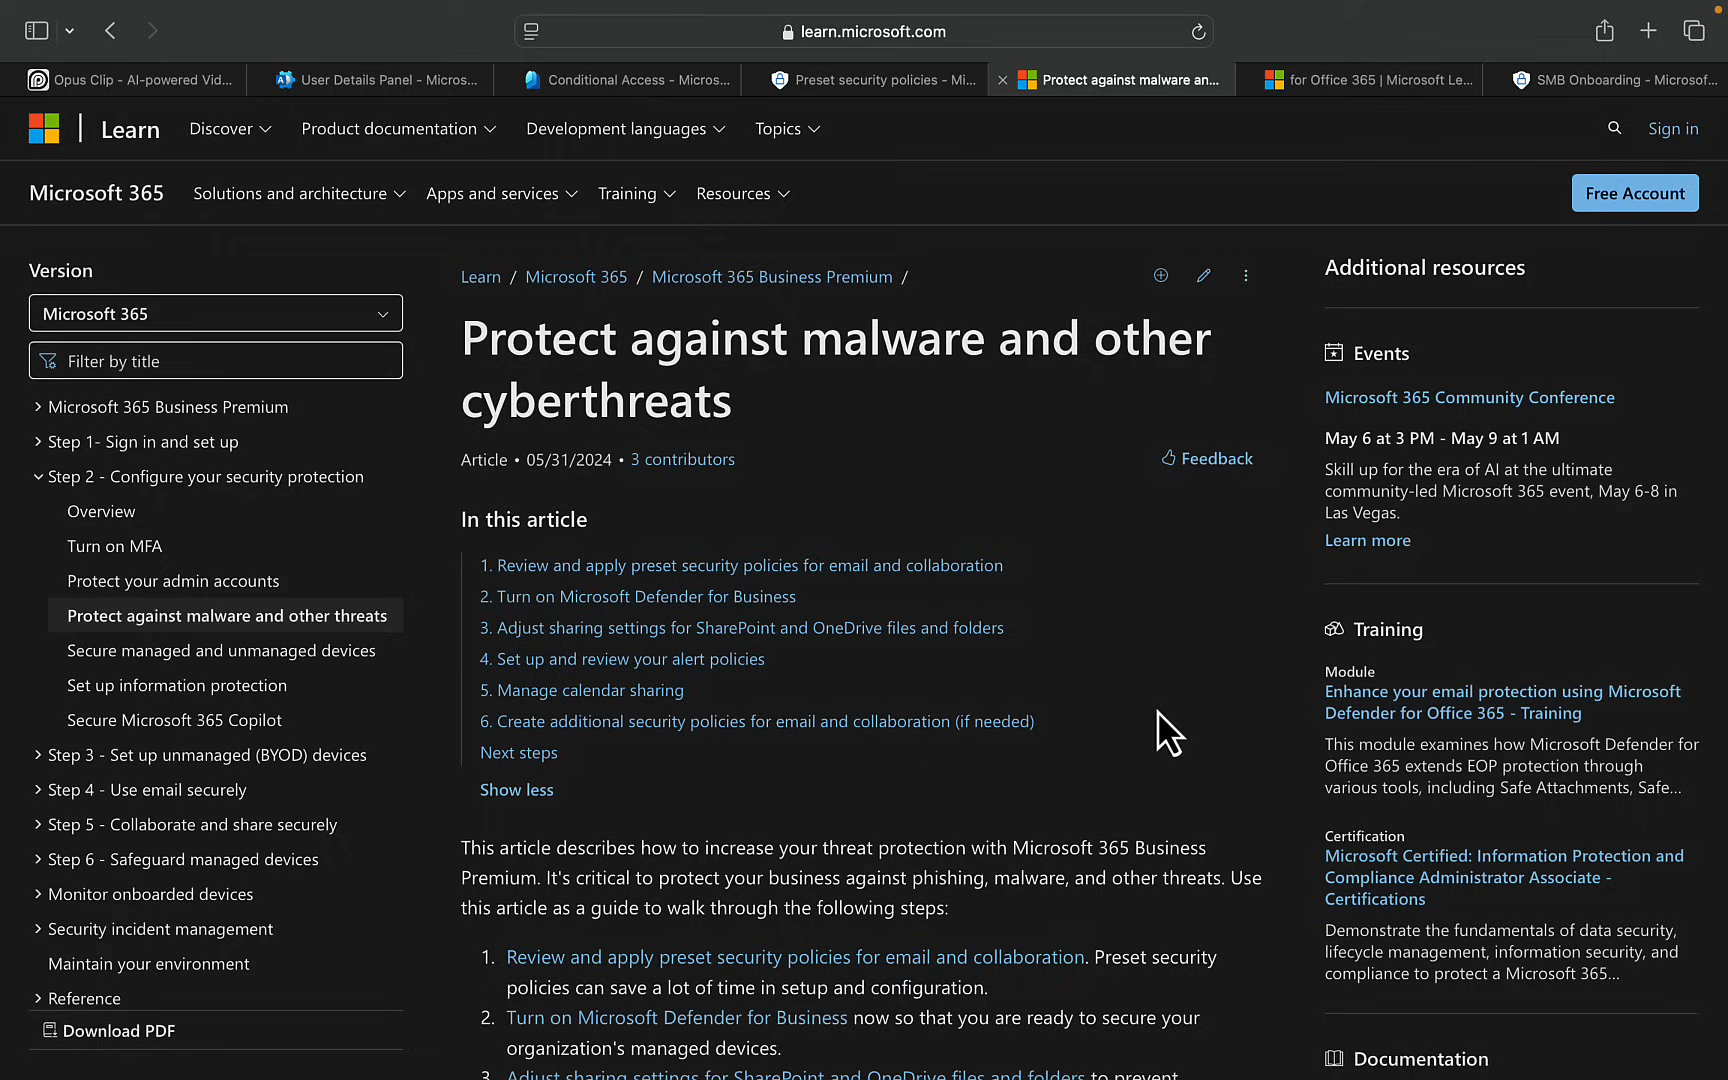 learn.microsoft.com
Opus Clip - AI-powered Vid...
User Details Panel - Micros...
Conditional Access - Micros...
Preset security policies - Mi...
Protect against malware an...
for Office 365 | Microsoft Le...
SMB Onboarding - Microsof...
Learn
Discover
Product documentation
Development languages
Topics
Sign in
Microsoft 365
Solutions and architecture
Apps and services
Training
Resources
Free Account
Version
Microsoft 365
Filter by title
Microsoft 365 Business Premium
Step 1- Sign in and set up
Step 2 - Configure your security protection
Overview
Turn on MFA
Protect your admin accounts
Protect against malware and other threats
Secure managed and unmanaged devices
Set up information protection
Secure Microsoft 365 Copilot
Step 3 - Set up unmanaged (BYOD) devices
Step 4 - Use email securely
Step 5 - Collaborate and share securely
Step 6 - Safeguard managed devices
Monitor onboarded devices
Security incident management
Maintain your environment
Reference
Download PDF
Learn / Microsoft 365 / Microsoft 365 Business Premium /
Protect against malware and other
cyberthreats
Article • 05/31/2024 • 3 contributors
Feedback
In this article
1. Review and apply preset security policies for email and collaboration
2. Turn on Microsoft Defender for Business
3. Adjust sharing settings for SharePoint and OneDrive files and folders
4. Set up and review your alert policies
5. Manage calendar sharing
6. Create additional security policies for email and collaboration (if needed)
Next steps
Show less
This article describes how to increase your threat protection with Microsoft 365 Business
Premium. It's critical to protect your business against phishing, malware, and other threats. Use
this article as a guide to walk through the following steps:
1. Review and apply preset security policies for email and collaboration. Preset security
policies can save a lot of time in setup and configuration.
2. Turn on Microsoft Defender for Business now so that you are ready to secure your
organization's managed devices.
3. Adjust sharing settings for SharePoint and OneDrive files and folders to prevent
Additional resources
Events
Microsoft 365 Community Conference
May 6 at 3 PM - May 9 at 1 AM
Skill up for the era of AI at the ultimate
community-led Microsoft 365 event, May 6-8 in
Las Vegas.
Learn more
Training
Module
Enhance your email protection using Microsoft
Defender for Office 365 - Training
This module examines how Microsoft Defender for
Office 365 extends EOP protection through
various tools, including Safe Attachments, Safe...
Certification
Microsoft Certified: Information Protection and
Compliance Administrator Associate -
Certifications
Demonstrate the fundamentals of data security,
lifecycle management, information security, and
compliance to protect a Microsoft 365...
Documentation